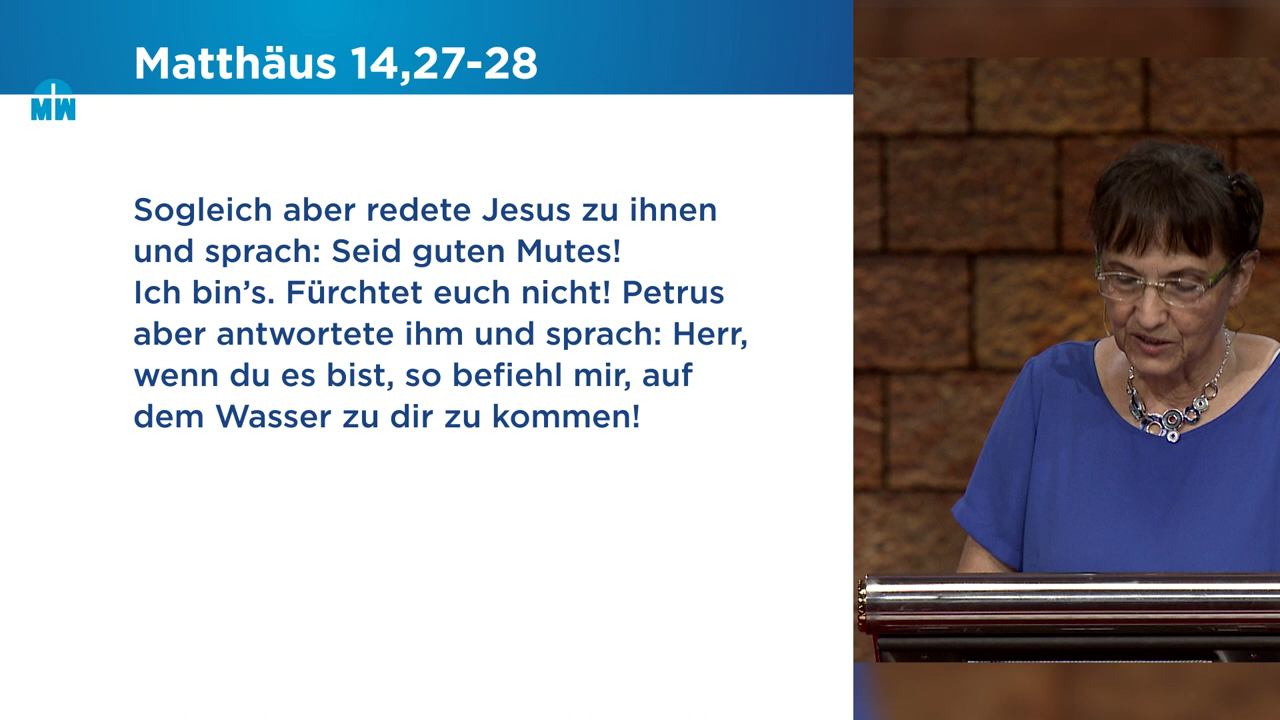 Matthäus 14,27-28
MW
Sogleich aber redete Jesus zu ihnen
und sprach: Seid guten Mutes!
Ich bin’s. Fürchtet euch nicht! Petrus
aber antwortete ihm und sprach: Herr,
wenn du es bist, so befiehl mir, auf
dem Wasser zu dir zu kommen!